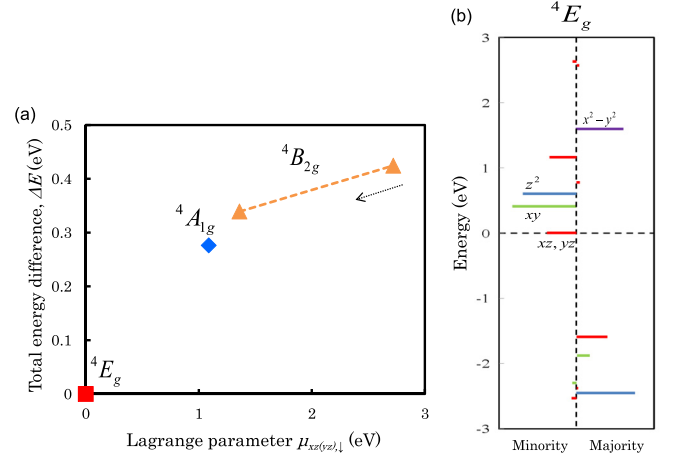 (a)
Total energy difference, ΔE (eV)
0.5
0.4
0.3
0.2
0.1
0
⁴B₂g
⁴A₁g
⁴Eg
0 1 2 3
Lagrange parameter μxz(yz),↓ (eV)
(b)
⁴Eg
Energy (eV)
3
2
1
0
-1
-2
-3
x²−y²
z²
xy
xz, yz
Minority Majority